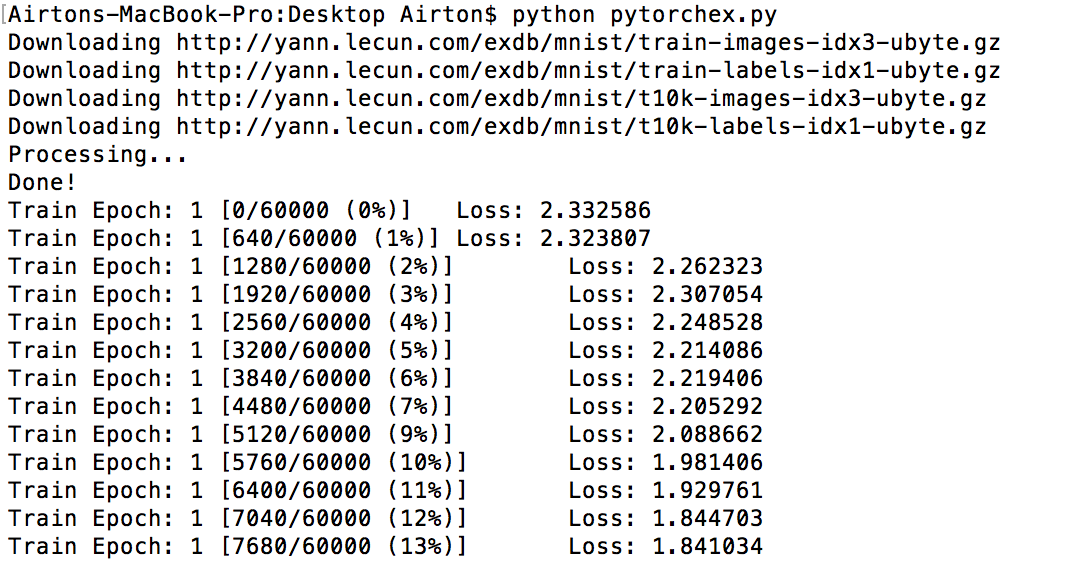 [Airtons-MacBook-Pro:Desktop Airton$ python pytorchex.py
Downloading http://yann.lecun.com/exdb/mnist/train-images-idx3-ubyte.gz
Downloading http://yann.lecun.com/exdb/mnist/train-labels-idx1-ubyte.gz
Downloading http://yann.lecun.com/exdb/mnist/t10k-images-idx3-ubyte.gz
Downloading http://yann.lecun.com/exdb/mnist/t10k-labels-idx1-ubyte.gz
Processing...
Done!
Train Epoch: 1 [0/60000 (0%)]   Loss: 2.332586
Train Epoch: 1 [640/60000 (1%)] Loss: 2.323807
Train Epoch: 1 [1280/60000 (2%)]        Loss: 2.262323
Train Epoch: 1 [1920/60000 (3%)]        Loss: 2.307054
Train Epoch: 1 [2560/60000 (4%)]        Loss: 2.248528
Train Epoch: 1 [3200/60000 (5%)]        Loss: 2.214086
Train Epoch: 1 [3840/60000 (6%)]        Loss: 2.219406
Train Epoch: 1 [4480/60000 (7%)]        Loss: 2.205292
Train Epoch: 1 [5120/60000 (9%)]        Loss: 2.088662
Train Epoch: 1 [5760/60000 (10%)]       Loss: 1.981406
Train Epoch: 1 [6400/60000 (11%)]       Loss: 1.929761
Train Epoch: 1 [7040/60000 (12%)]       Loss: 1.844703
Train Epoch: 1 [7680/60000 (13%)]       Loss: 1.841034